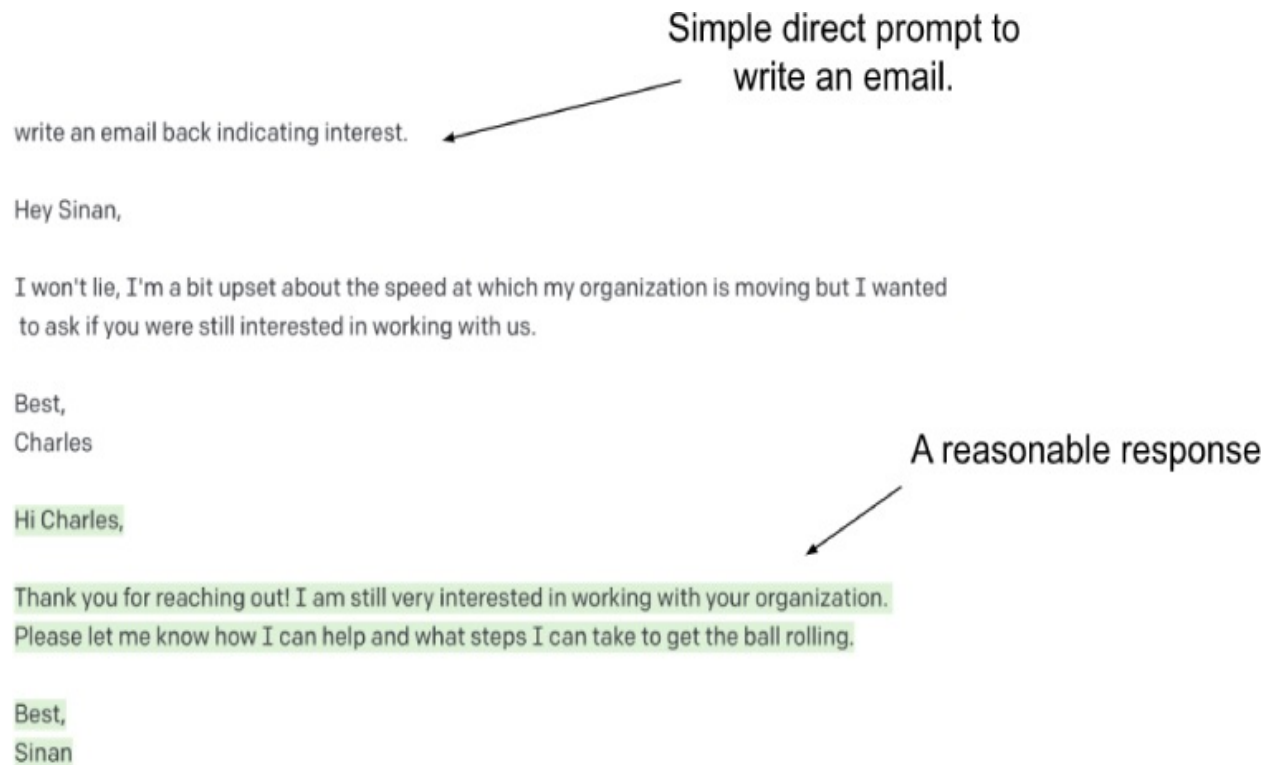 Simple direct prompt to
write an email.
write an email back indicating interest.
Hey Sinan,
I won't lie, I'm a bit upset about the speed at which my organization is moving but I wanted
to ask if you were still interested in working with us.
Best,
Charles
A reasonable response
Hi Charles,
Thank you for reaching out! I am still very interested in working with your organization.
Please let me know how I can help and what steps I can take to get the ball rolling.
Best,
Sinan